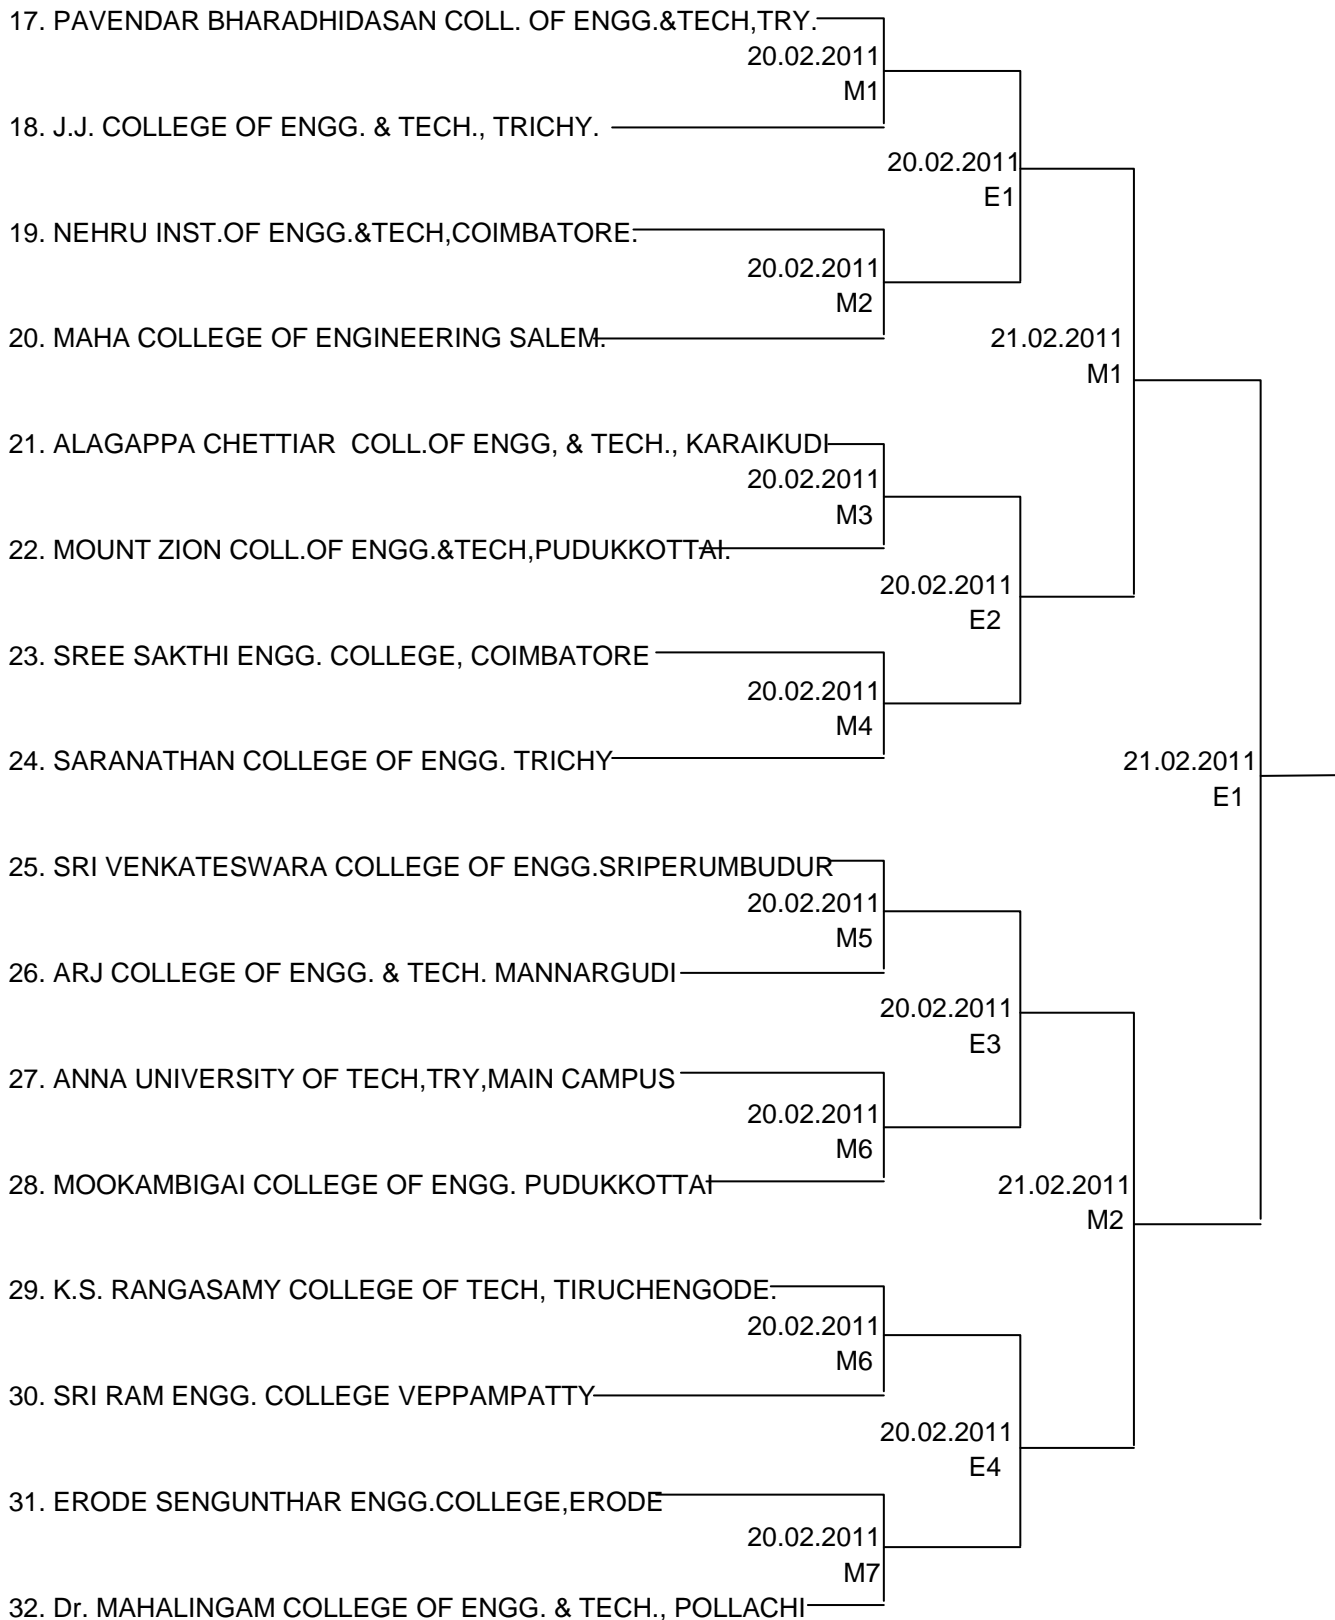 17. PAVENDAR BHARADHIDASAN COLL. OF ENGG.&TECH,TRY.
20.02.2011
M1
18. J.J. COLLEGE OF ENGG. & TECH., TRICHY.
20.02.2011
E1
19. NEHRU INST.OF ENGG.&TECH,COIMBATORE.
20.02.2011
M2
20. MAHA COLLEGE OF ENGINEERING SALEM.
21.02.2011
M1
21. ALAGAPPA CHETTIAR  COLL.OF ENGG, & TECH., KARAIKUDI
20.02.2011
M3
22. MOUNT ZION COLL.OF ENGG.&TECH,PUDUKKOTTAI.
20.02.2011
E2
23. SREE SAKTHI ENGG. COLLEGE, COIMBATORE
20.02.2011
M4
24. SARANATHAN COLLEGE OF ENGG. TRICHY
21.02.2011
E1
25. SRI VENKATESWARA COLLEGE OF ENGG.SRIPERUMBUDUR
20.02.2011
M5
26. ARJ COLLEGE OF ENGG. & TECH. MANNARGUDI
20.02.2011
E3
27. ANNA UNIVERSITY OF TECH,TRY,MAIN CAMPUS
20.02.2011
M6
28. MOOKAMBIGAI COLLEGE OF ENGG. PUDUKKOTTAI
21.02.2011
M2
29. K.S. RANGASAMY COLLEGE OF TECH, TIRUCHENGODE.
20.02.2011
M6
30. SRI RAM ENGG. COLLEGE VEPPAMPATTY
20.02.2011
E4
31. ERODE SENGUNTHAR ENGG.COLLEGE,ERODE
20.02.2011
M7
32. Dr. MAHALINGAM COLLEGE OF ENGG. & TECH., POLLACHI